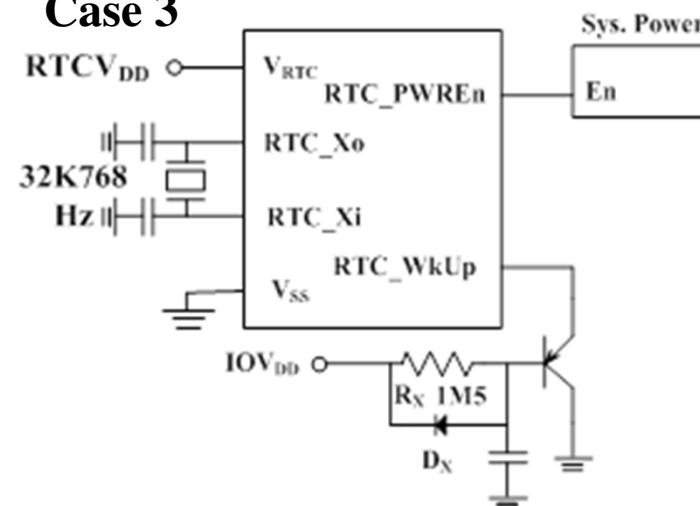 Case 3
Sys. Power
RTCVDD
VRTC
RTC_PWREn
En
RTC_Xo
32K768
Hz
RTC_Xi
RTC_WkUp
VSS
IOVDD
RX 1M5
DX